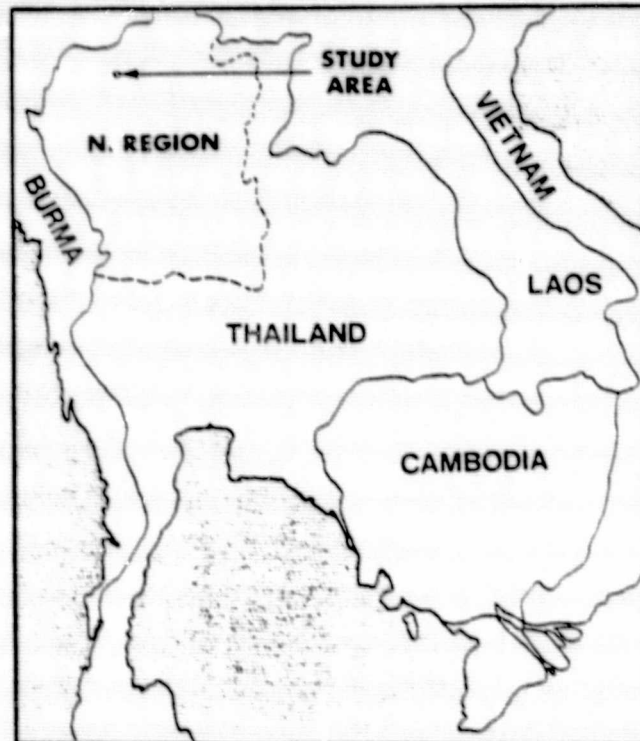 STUDY
AREA
N. REGION
VIETNAM
BURMA
LAOS
THAILAND
CAMBODIA